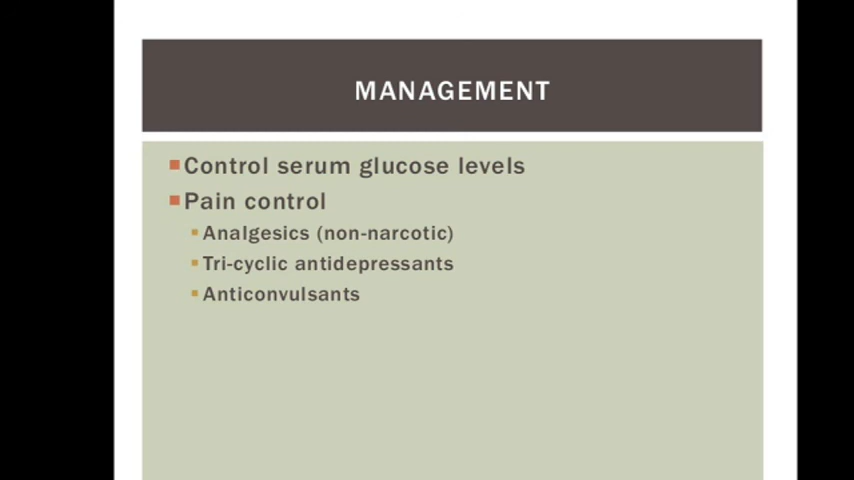 MANAGEMENT
Control serum glucose levels
Pain control
Analgesics (non-narcotic)
Tri-cyclic antidepressants
Anticonvulsants